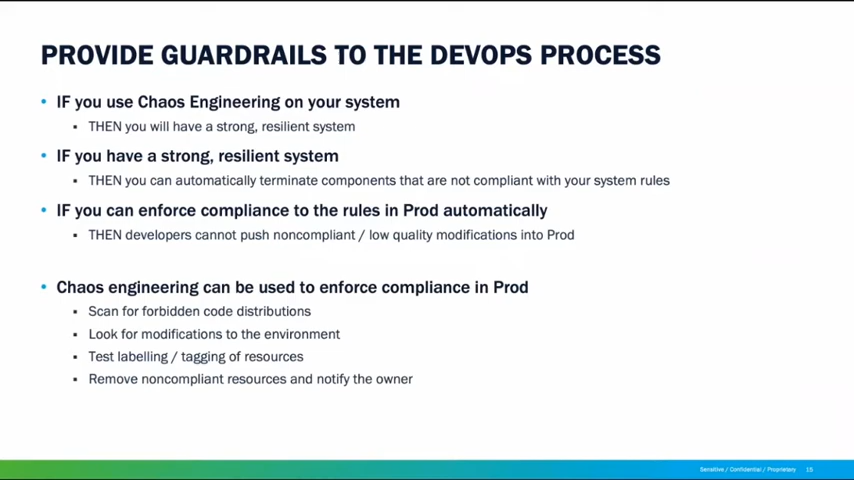 PROVIDE GUARDRAILS TO THE DEVOPS PROCESS
• IF you use Chaos Engineering on your system
▪ THEN you will have a strong, resilient system
• IF you have a strong, resilient system
▪ THEN you can automatically terminate components that are not compliant with your system rules
• IF you can enforce compliance to the rules in Prod automatically
▪ THEN developers cannot push noncompliant / low quality modifications into Prod
• Chaos engineering can be used to enforce compliance in Prod
▪ Scan for forbidden code distributions
▪ Look for modifications to the environment
▪ Test labelling / tagging of resources
▪ Remove noncompliant resources and notify the owner
Sensitive / Confidential / Proprietary 15